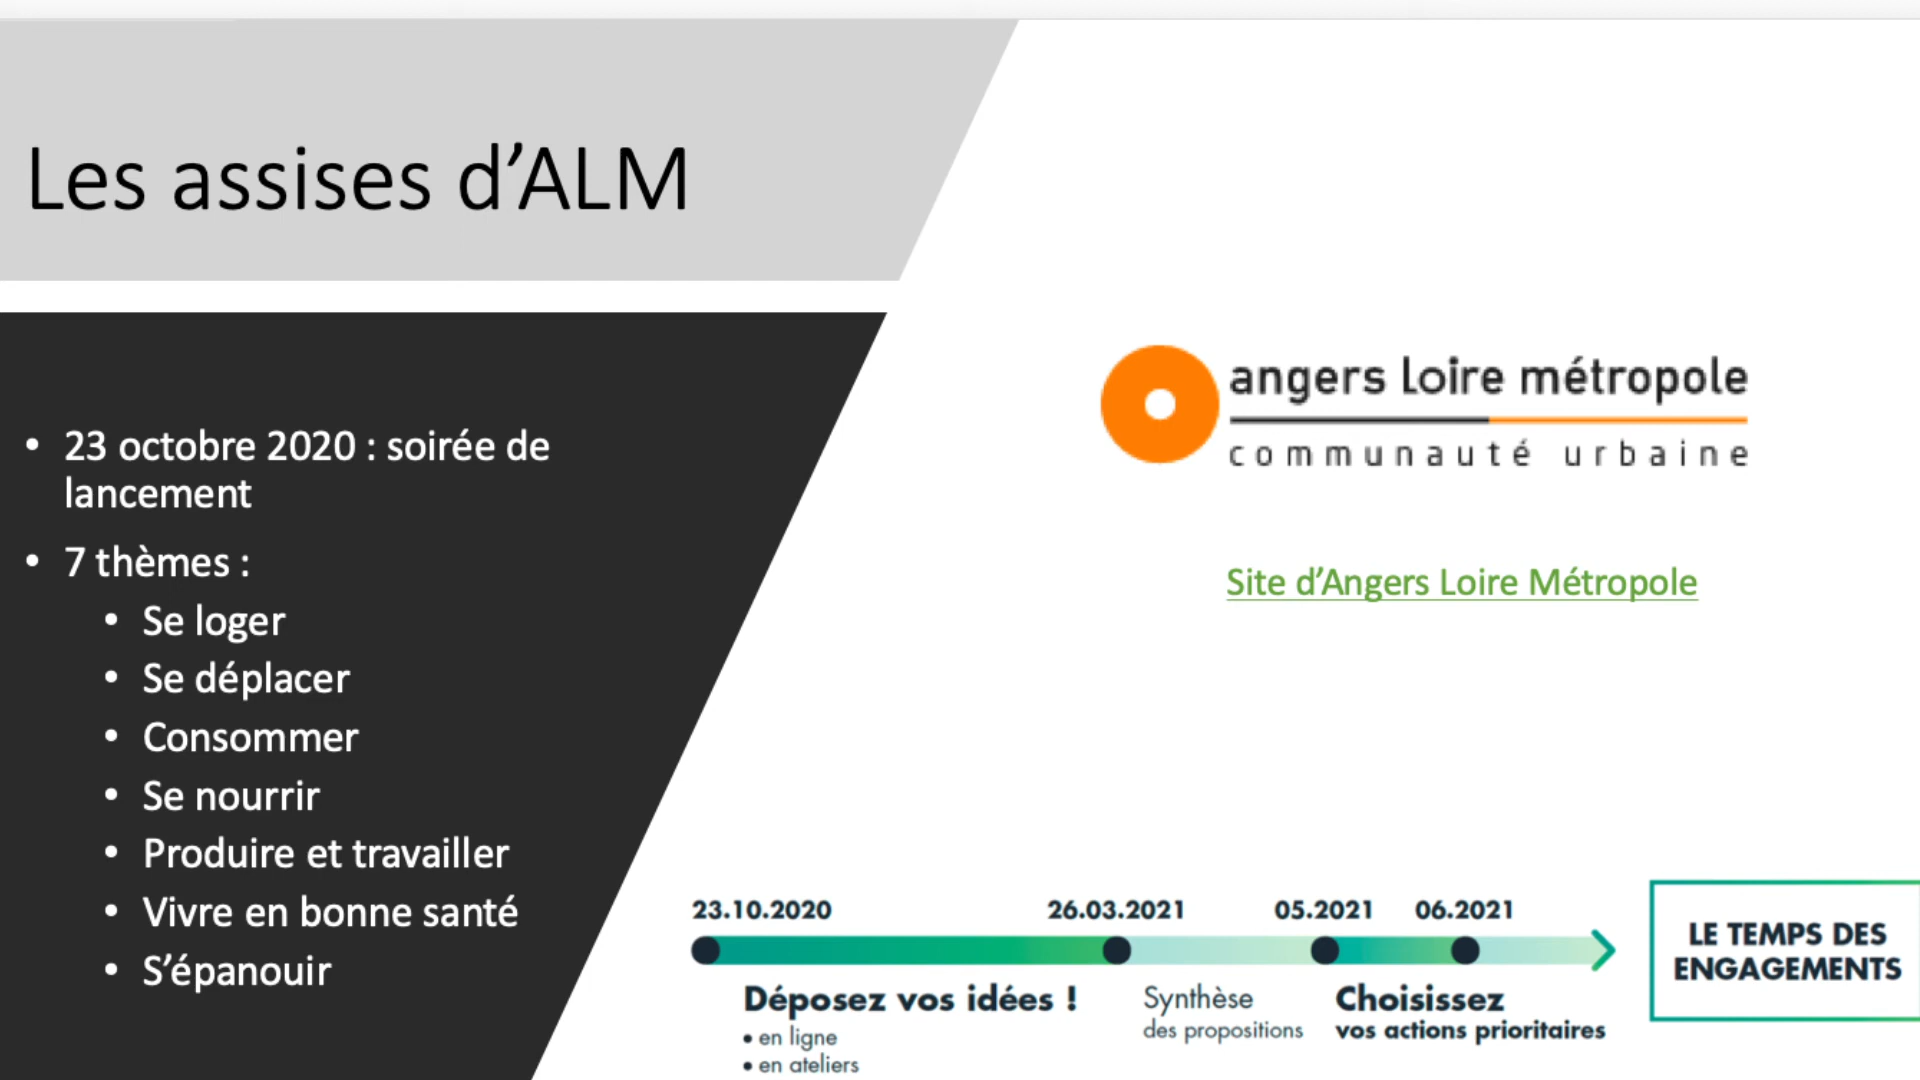 Les assises d’ALM
• 23 octobre 2020 : soirée de
lancement
• 7 thèmes :
• Se loger
• Se déplacer
• Consommer
• Se nourrir
• Produire et travailler
• Vivre en bonne santé
• S’épanouir
angers Loire métropole
communauté urbaine
Site d’Angers Loire Métropole
23.10.2020 26.03.2021 05.2021 06.2021
Déposez vos idées !
• en ligne
• en ateliers
Synthèse
des propositions
Choisissez
vos actions prioritaires
LE TEMPS DES
ENGAGEMENTS